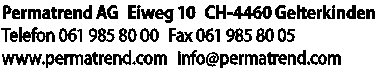 Permatrend AG Eiweg 10 CH-4460 Gelterkinden
Telefon 061 985 80 00 Fax 061 985 80 05
www.permatrend.com info@permatrend.com